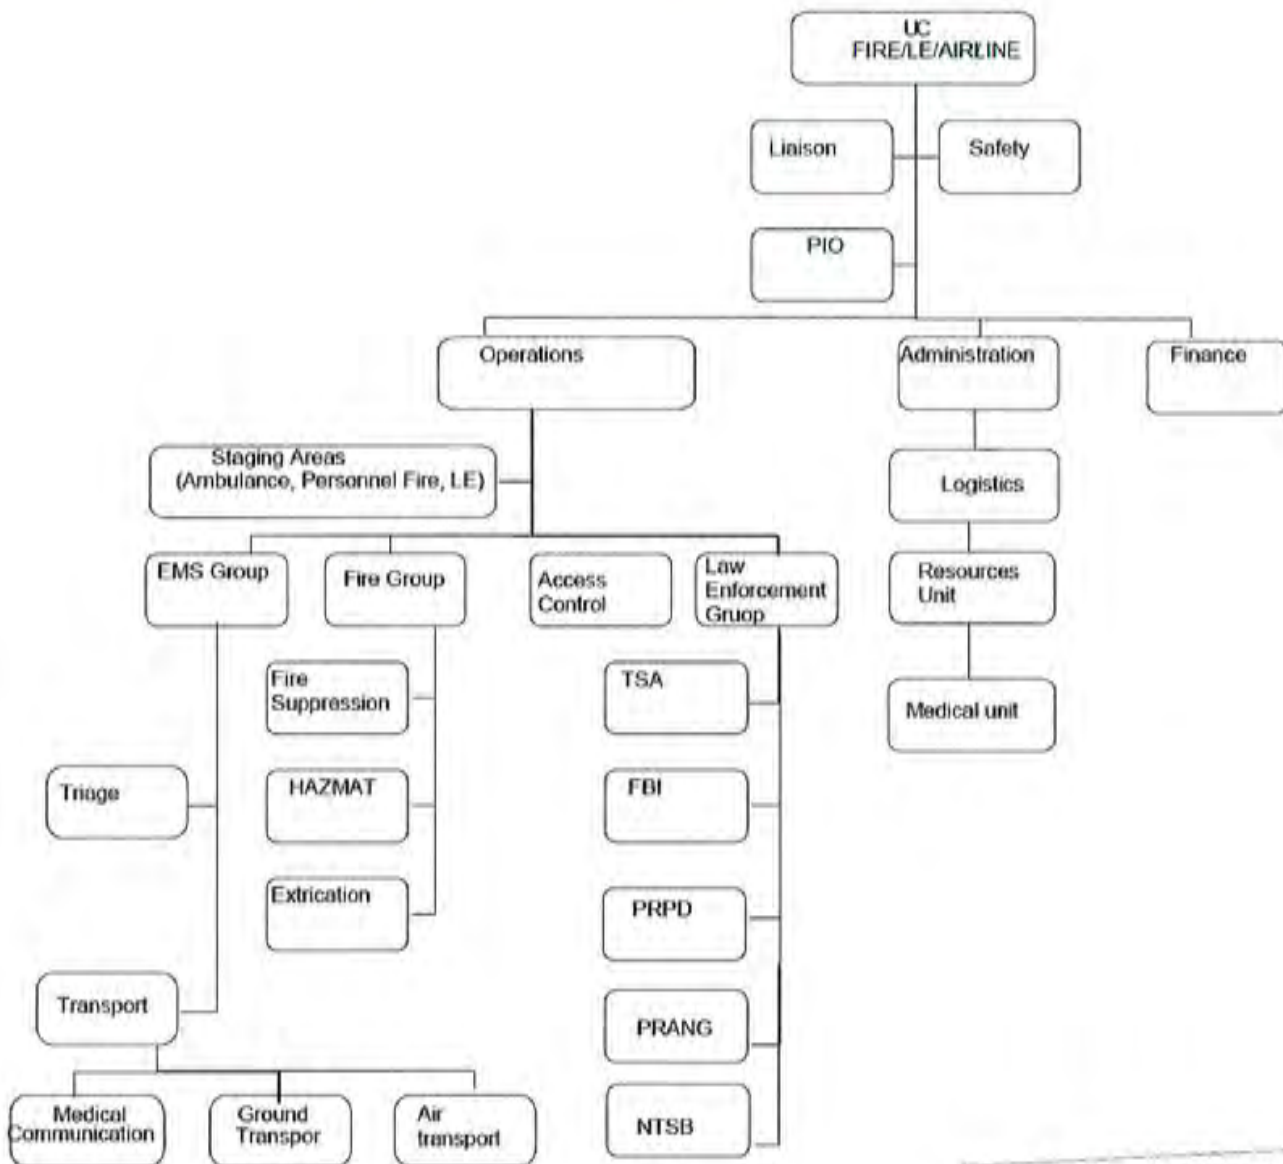 UC
FIRE/LE/AIRLINE
Liaison
Safety
PIO
Operations
Administration
Finance
Staging Areas
(Ambulance, Personnel Fire, LE)
Logistics
EMS Group
Fire Group
Access
Control
Law
Enforcement
Gruop
Resources
Unit
Fire
Suppression
TSA
Medical unit
Triage
HAZMAT
FBI
Extrication
PRPD
Transport
PRANG
Medical
Communication
Ground
Transpor
Air
transport
NTSB